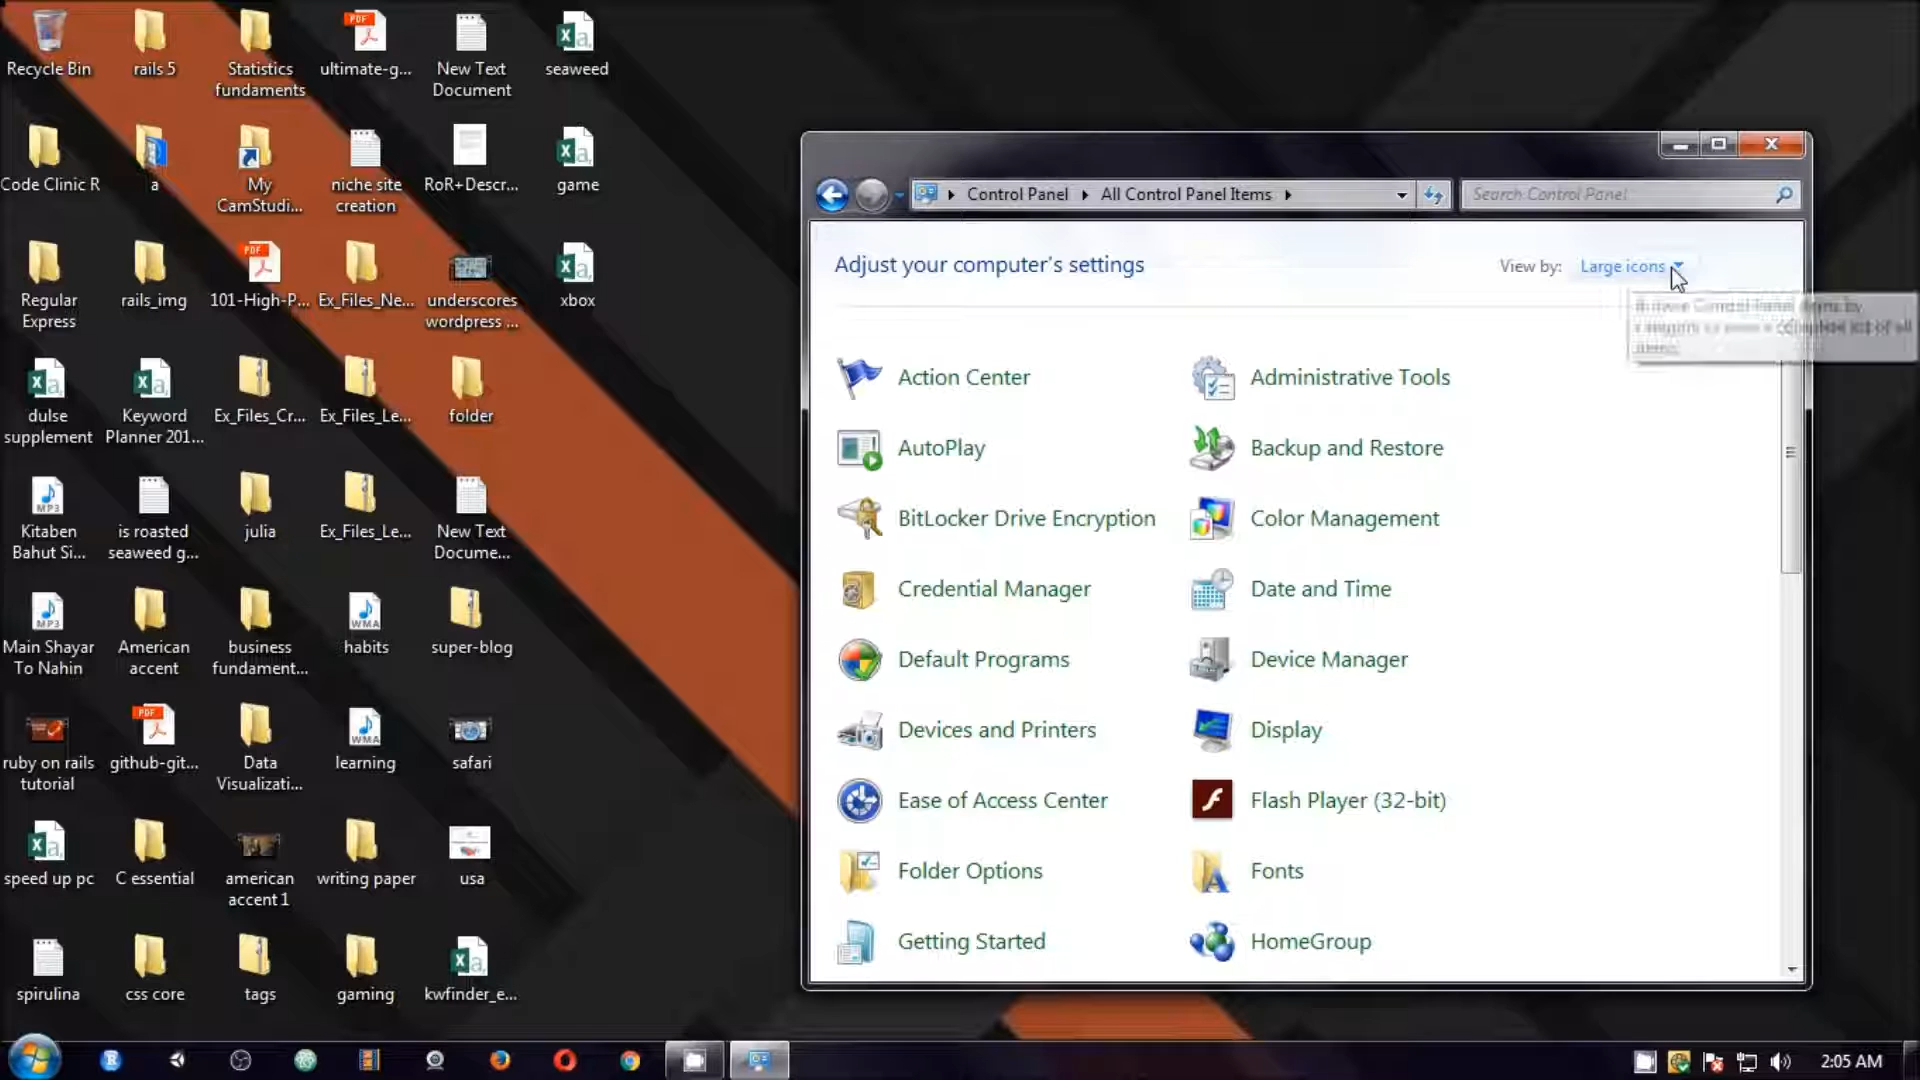 Recycle Bin
rails 5
Statistics
fundaments
ultimate-g...
New Text
Document
seaweed
Code Clinic R
a
My
CamStudi...
niche site
creation
RoR+Descr...
game
Regular
Express
rails_img
101-High-P...
Ex_Files_Ne...
underscores
wordpress ...
xbox
dulse
supplement
Keyword
Planner 201...
Ex_Files_Cr...
Ex_Files_Le...
folder
Kitaben
Bahut Si...
is roasted
seaweed g...
julia
Ex_Files_Le...
New Text
Docume...
Main Shayar
To Nahin
American
accent
business
fundament...
habits
super-blog
ruby on rails
tutorial
github-git...
Data
Visualizati...
learning
safari
speed up pc
C essential
american
accent 1
writing paper
usa
spirulina
css core
tags
gaming
kwfinder_e...
Control Panel
All Control Panel Items
Search Control Panel
Adjust your computer's settings
View by:
Large icons
Action Center
Administrative Tools
AutoPlay
Backup and Restore
BitLocker Drive Encryption
Color Management
Credential Manager
Date and Time
Default Programs
Device Manager
Devices and Printers
Display
Ease of Access Center
Flash Player (32-bit)
Folder Options
Fonts
Getting Started
HomeGroup
2:05 AM